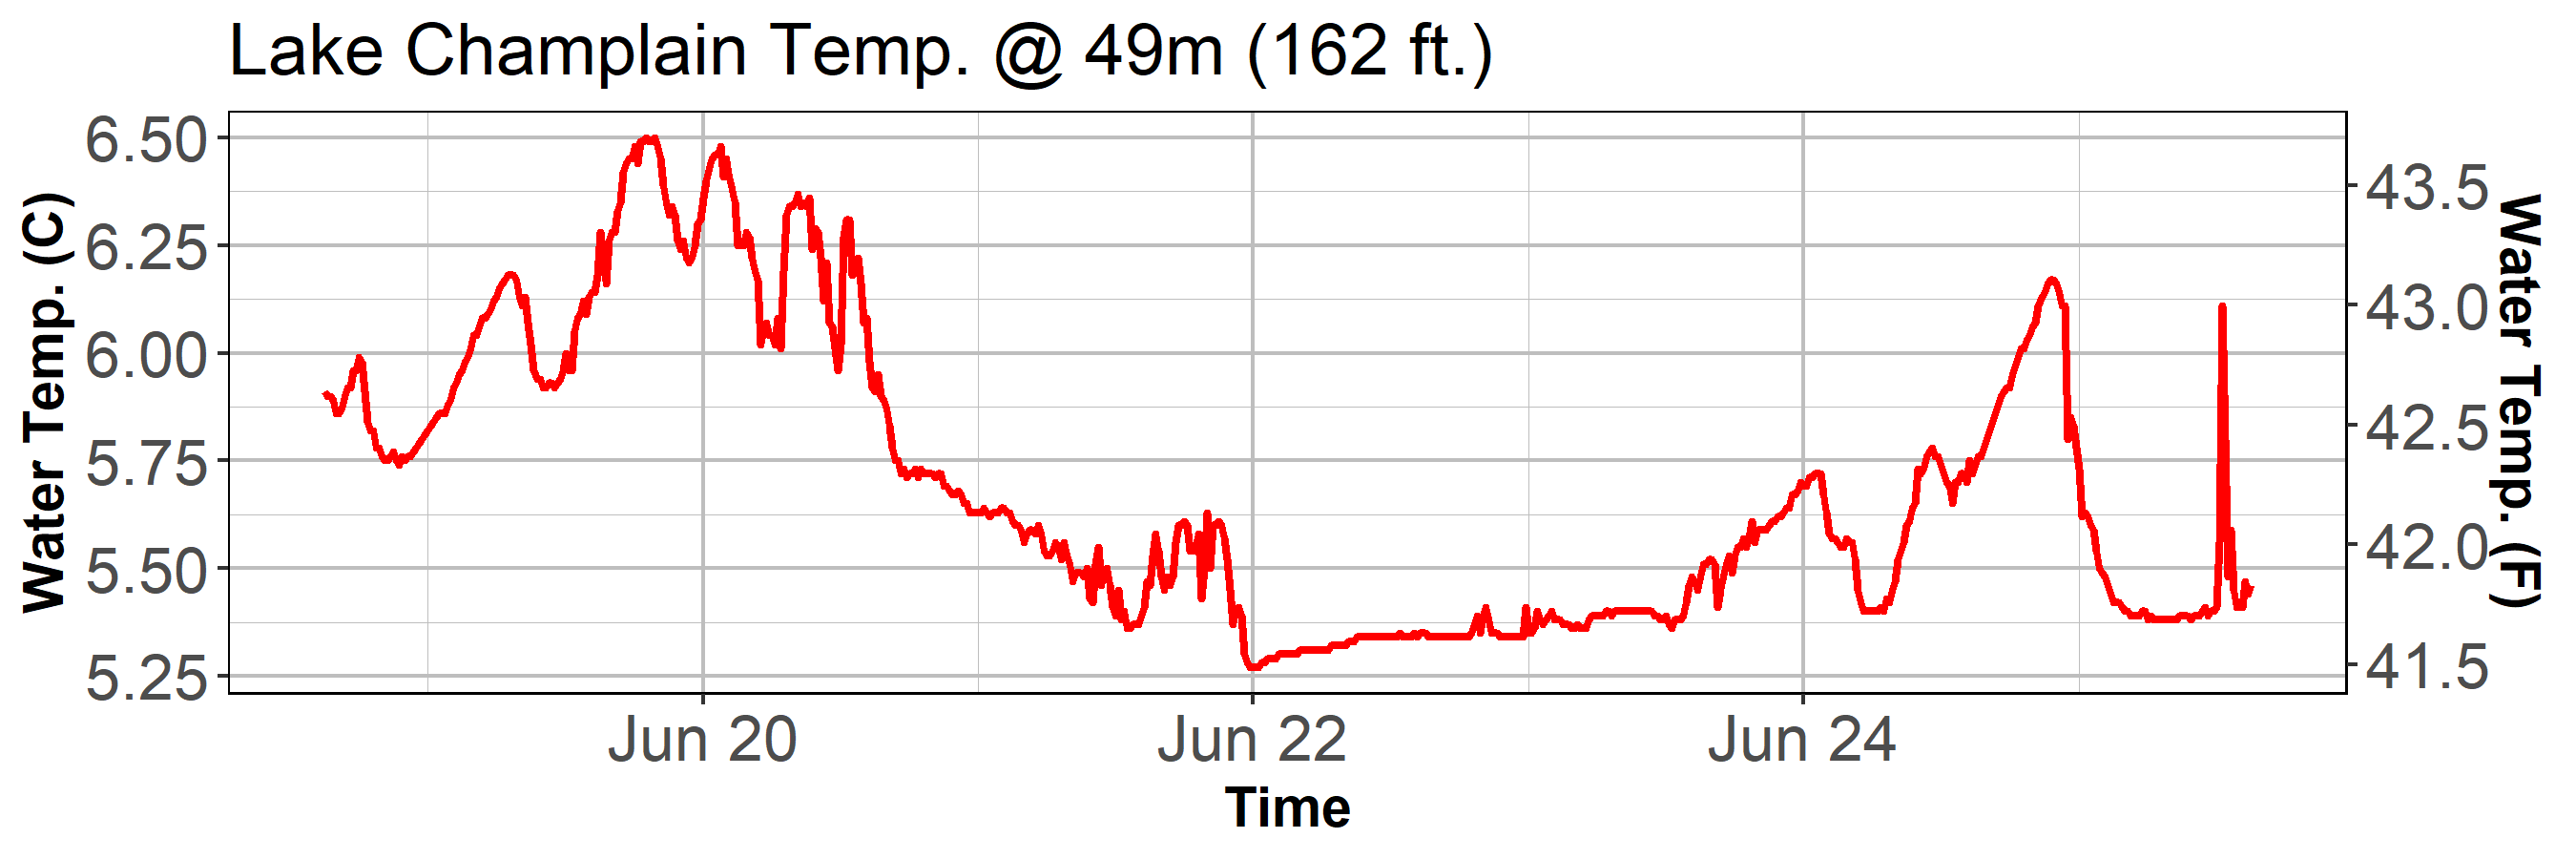 Lake Champlain Temp. @ 49m (162 ft.)
Water Temp. (C)
6.50
6.25
6.00
5.75
5.50
5.25
43.5
43.0
42.5
42.0
41.5
Water Temp. (F)
Jun 20
Jun 22
Jun 24
Time